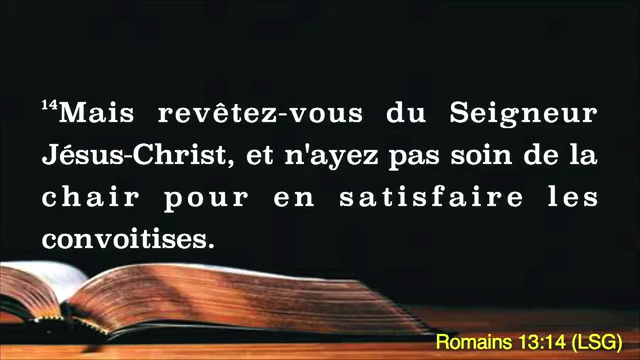 ¹⁴Mais revêtez-vous du Seigneur
Jésus-Christ, et n'ayez pas soin de la
chair pour en satisfaire les
convoitises.
Romains 13:14 (LSG)